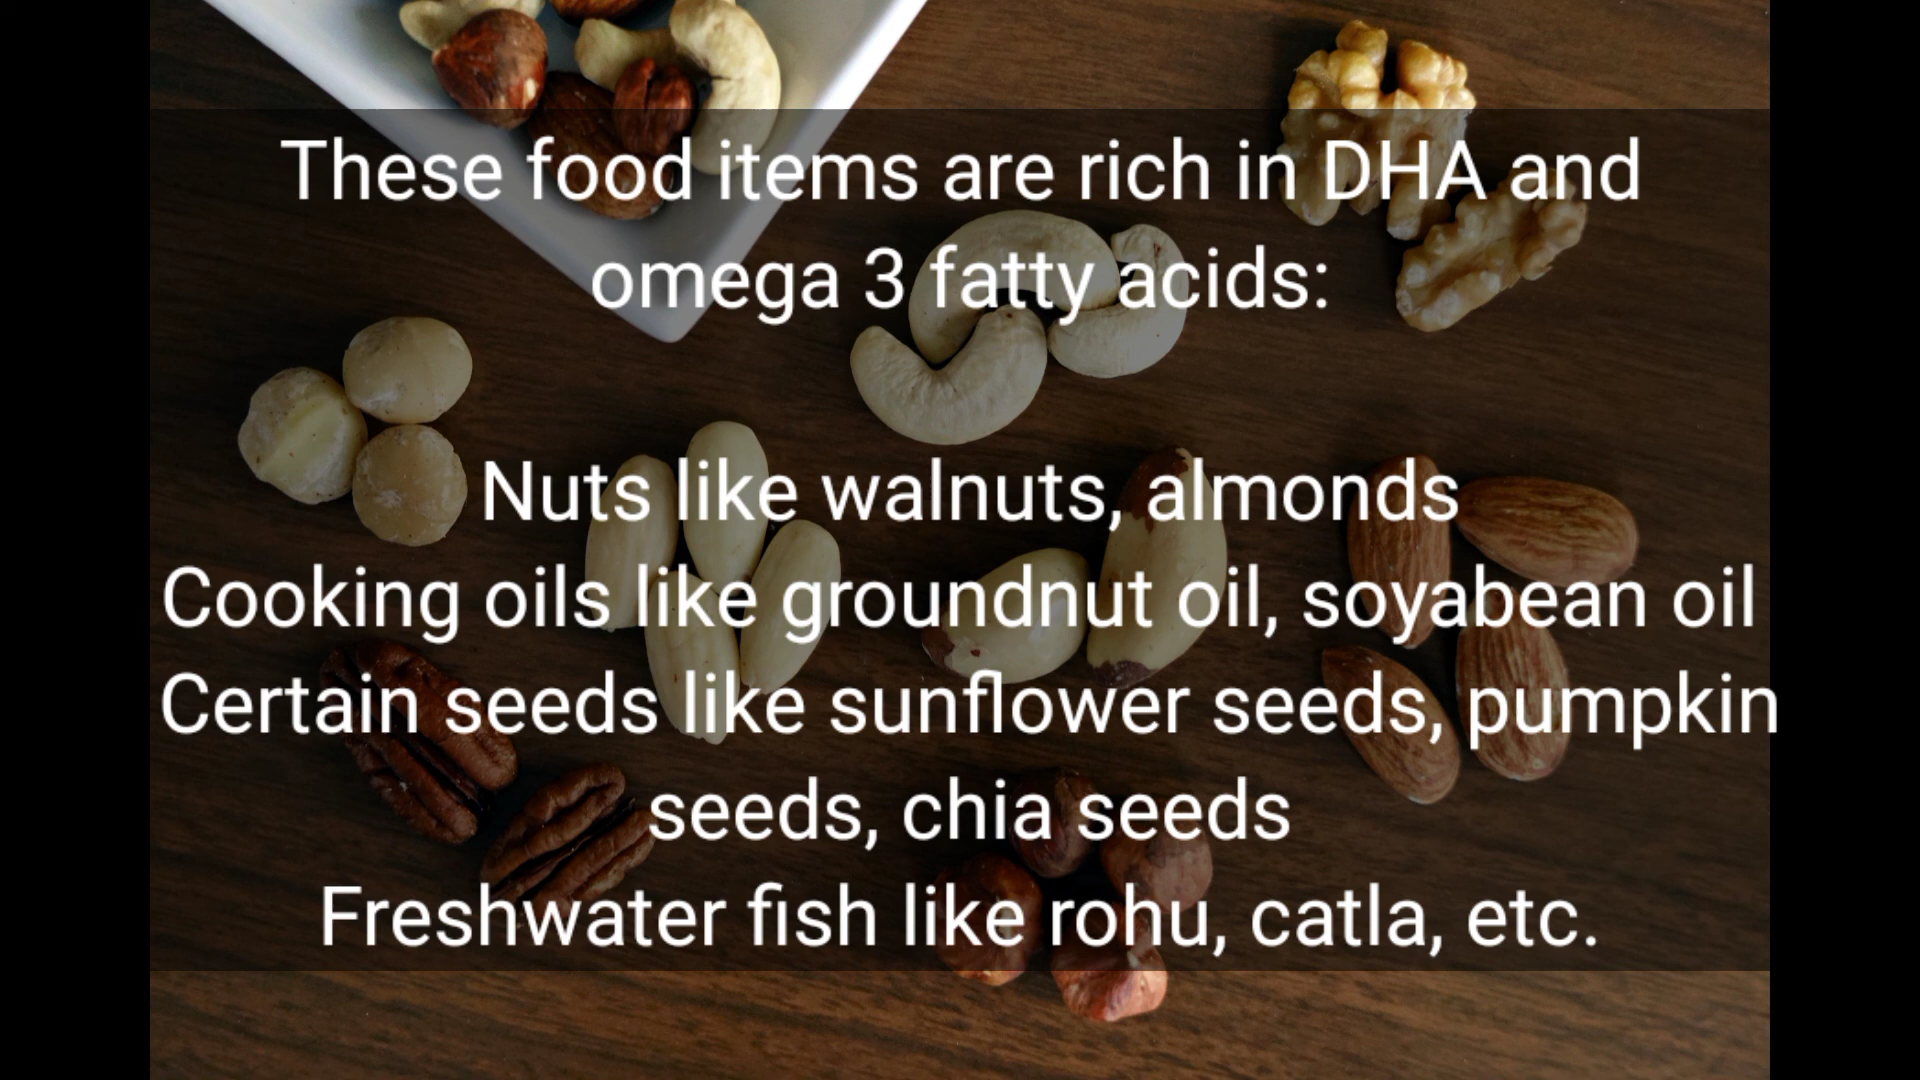 These food items are rich in DHA and
omega 3 fatty acids:
Nuts like walnuts, almonds
Cooking oils like groundnut oil, soyabean oil
Certain seeds like sunflower seeds, pumpkin
seeds, chia seeds
Freshwater fish like rohu, catla, etc.